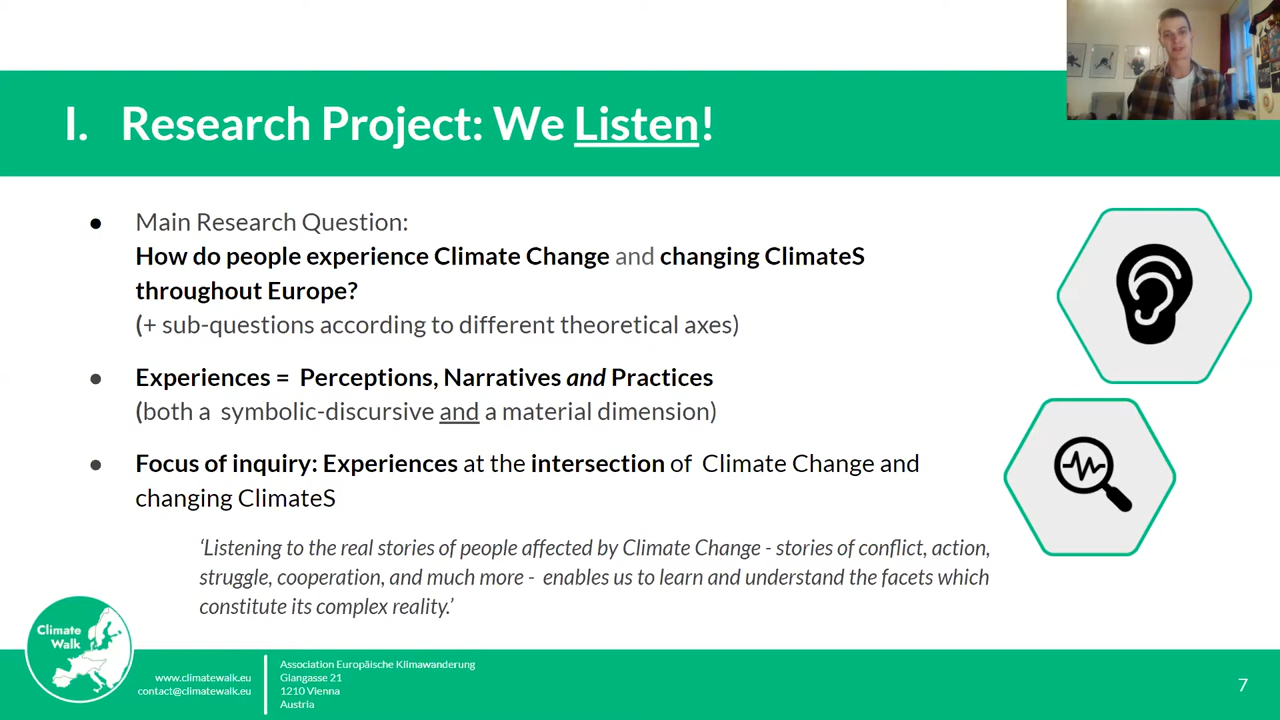 I. Research Project: We Listen!
● Main Research Question:
How do people experience Climate Change and changing ClimateS
throughout Europe?
(+ sub-questions according to different theoretical axes)
● Experiences = Perceptions, Narratives and Practices
(both a symbolic-discursive and a material dimension)
● Focus of inquiry: Experiences at the intersection of Climate Change and
changing ClimateS
‘Listening to the real stories of people affected by Climate Change - stories of conflict, action,
struggle, cooperation, and much more - enables us to learn and understand the facets which
constitute its complex reality.’
Climate
Walk
www.climatewalk.eu
contact@climatewalk.eu
Association Europäische Klimawanderung
Giangasse 21
1210 Vienna
Austria
7